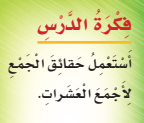 فِكْرَةُ الدَّرْسِ
أَسْتَعْمِلُ حَقَائِقَ الْجَمْعِ
لِأَجْمَعَ الْعَشَرَاتِ.